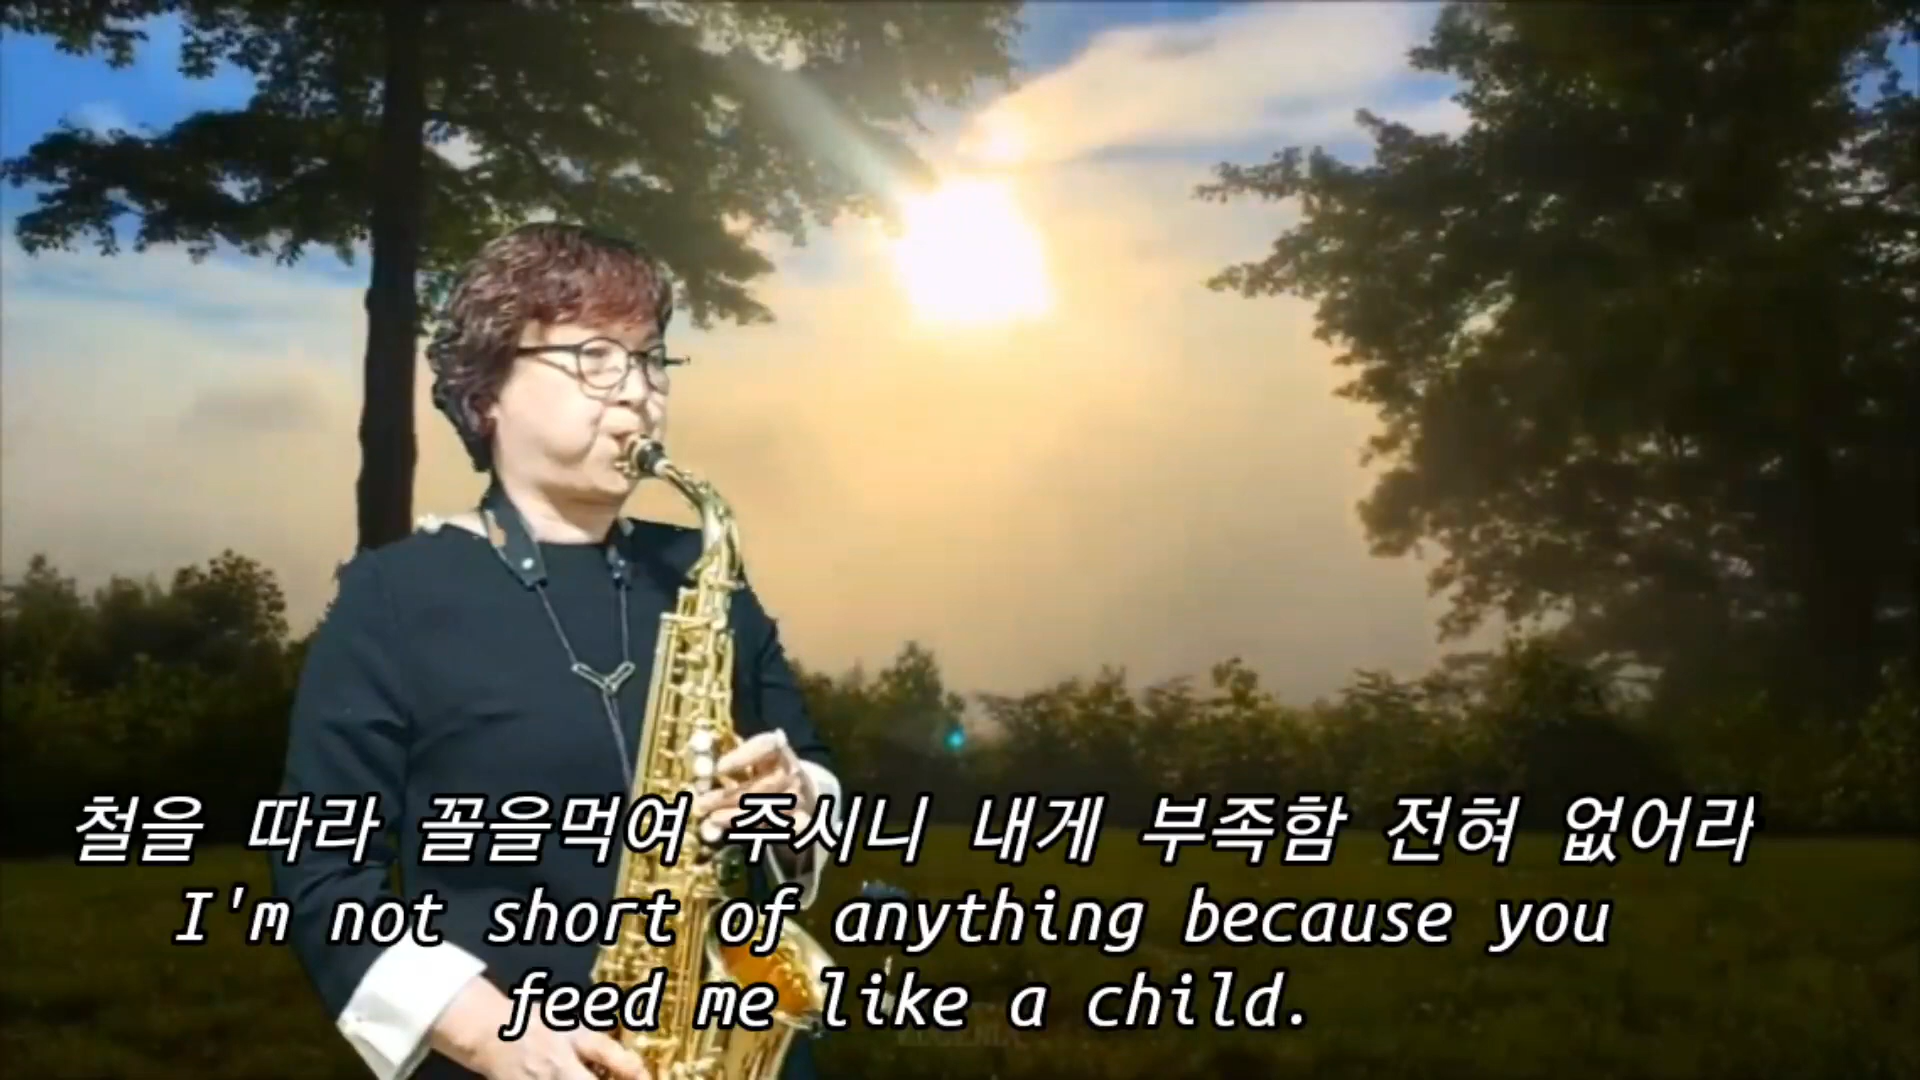 철을 따라 꼴을먹여 주시니 내게 부족함 전혀 없어라
I'm not short of anything because you
feed me like a child.